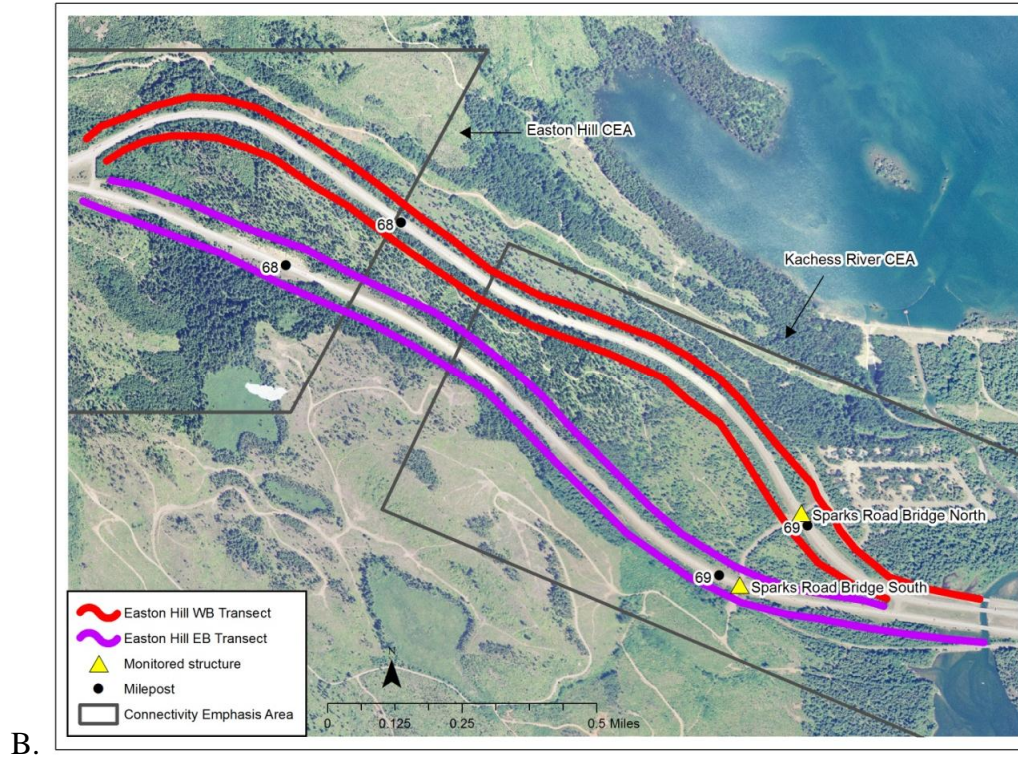 Easton Hill CEA
Kachess River CEA
68
68
Sparks Road Bridge North
69
69
Sparks Road Bridge South
Easton Hill WB Transect
Easton Hill EB Transect
Monitored structure
Milepost
Connectivity Emphasis Area
N
0 0.125 0.25 0.5 Miles
B.